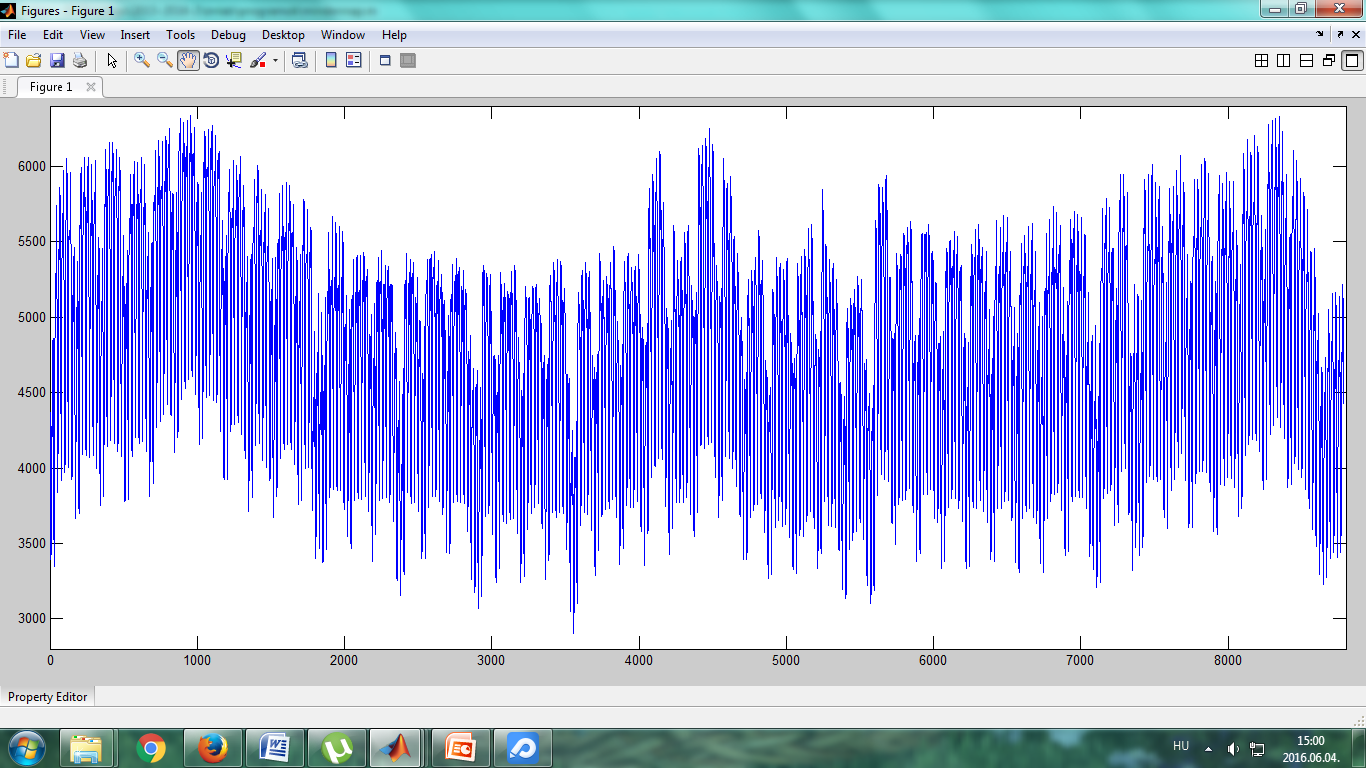 Figures - Figure 1
File Edit View Insert Tools Debug Desktop Window Help
Figure 1
6000
5500
5000
4500
4000
3500
3000
0 1000 2000 3000 4000 5000 6000 7000 8000
Property Editor
HU
15:00
2016.06.04.